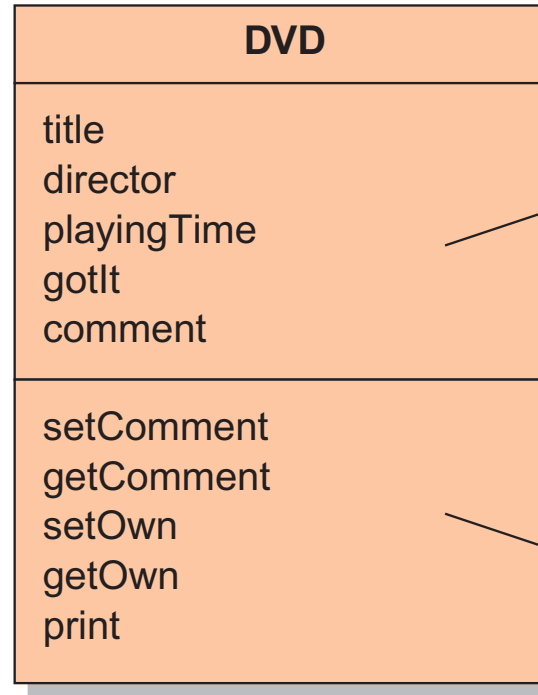 DVD
title
director
playingTime
gotIt
comment
setComment
getComment
setOwn
getOwn
print